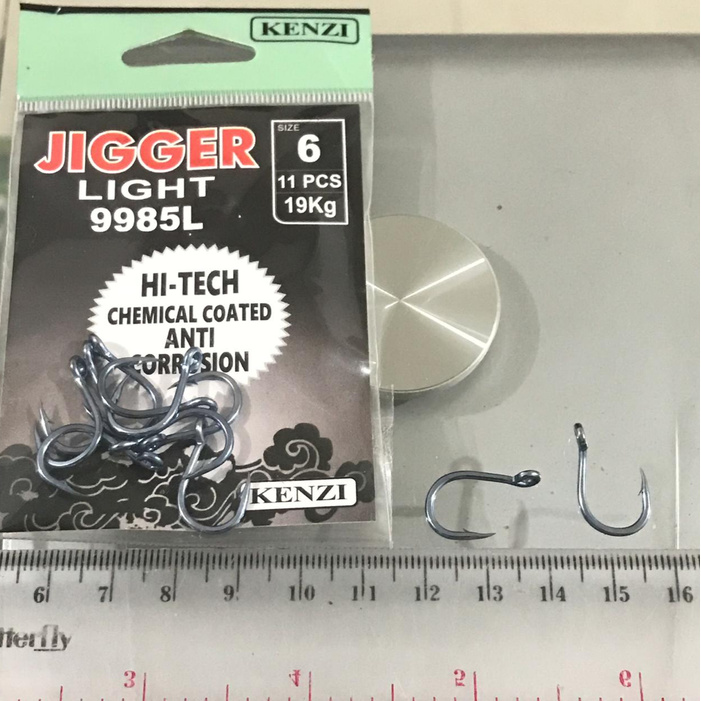 KENZI
JIGGER
LIGHT
9985L
SIZE
6
11 PCS
19Kg
HI-TECH
CHEMICAL COATED
ANTI
CORROSION
KENZI
6 7 8 9 10 11 12 13 14 15 16
tterfly
3 4 5 6